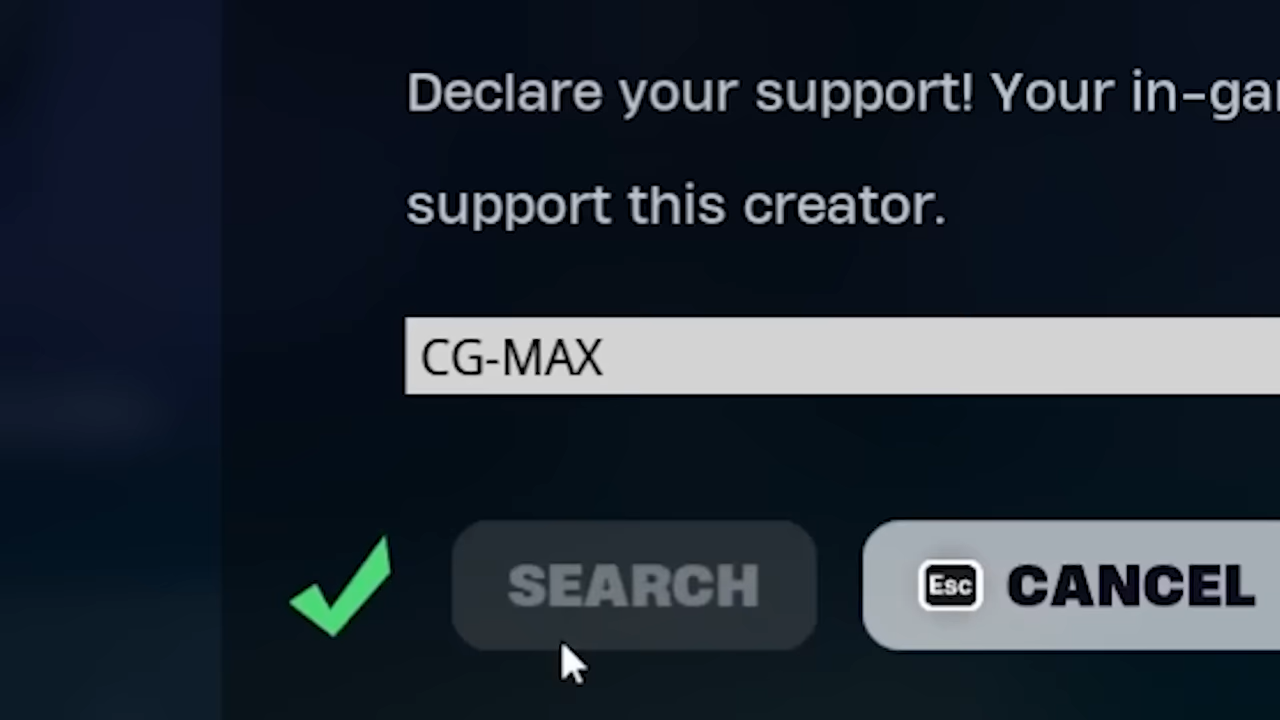 Declare your support! Your in-ga
support this creator.
CG-MAX
SEARCH
Esc CANCEL